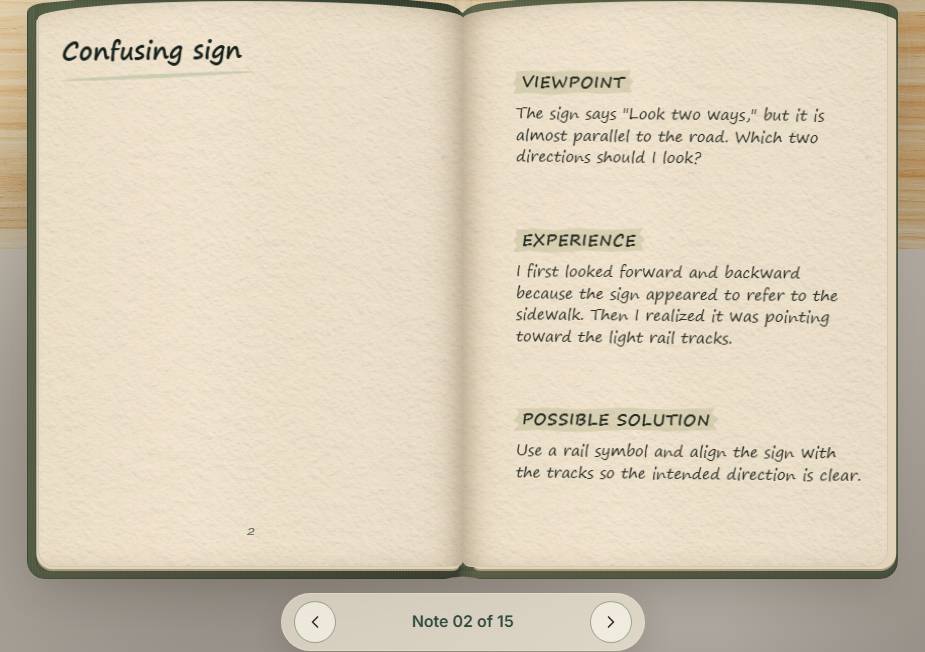 Confusing sign
2
VIEWPOINT
The sign says "Look two ways," but it is
almost parallel to the road. Which two
directions should I look?
EXPERIENCE
I first looked forward and backward
because the sign appeared to refer to the
sidewalk. Then I realized it was pointing
toward the light rail tracks.
POSSIBLE SOLUTION
Use a rail symbol and align the sign with
the tracks so the intended direction is clear.
Note 02 of 15